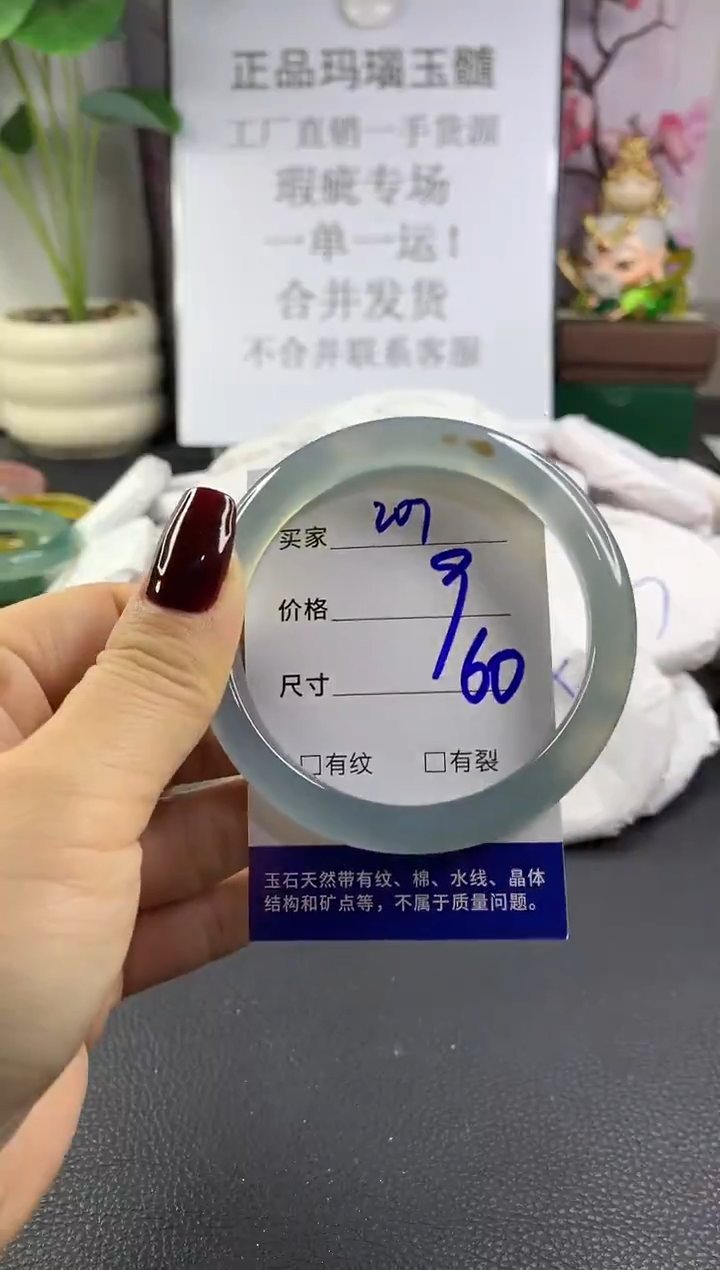 正品玛瑙玉髓
工厂直销一手货源
瑕疵专场
一单一运！
合并发货
不合并联系客服
买家 207
价格
尺寸 60
□有纹 □有裂
玉石天然带有纹、棉、水线、晶体
结构和矿点等，不属于质量问题。